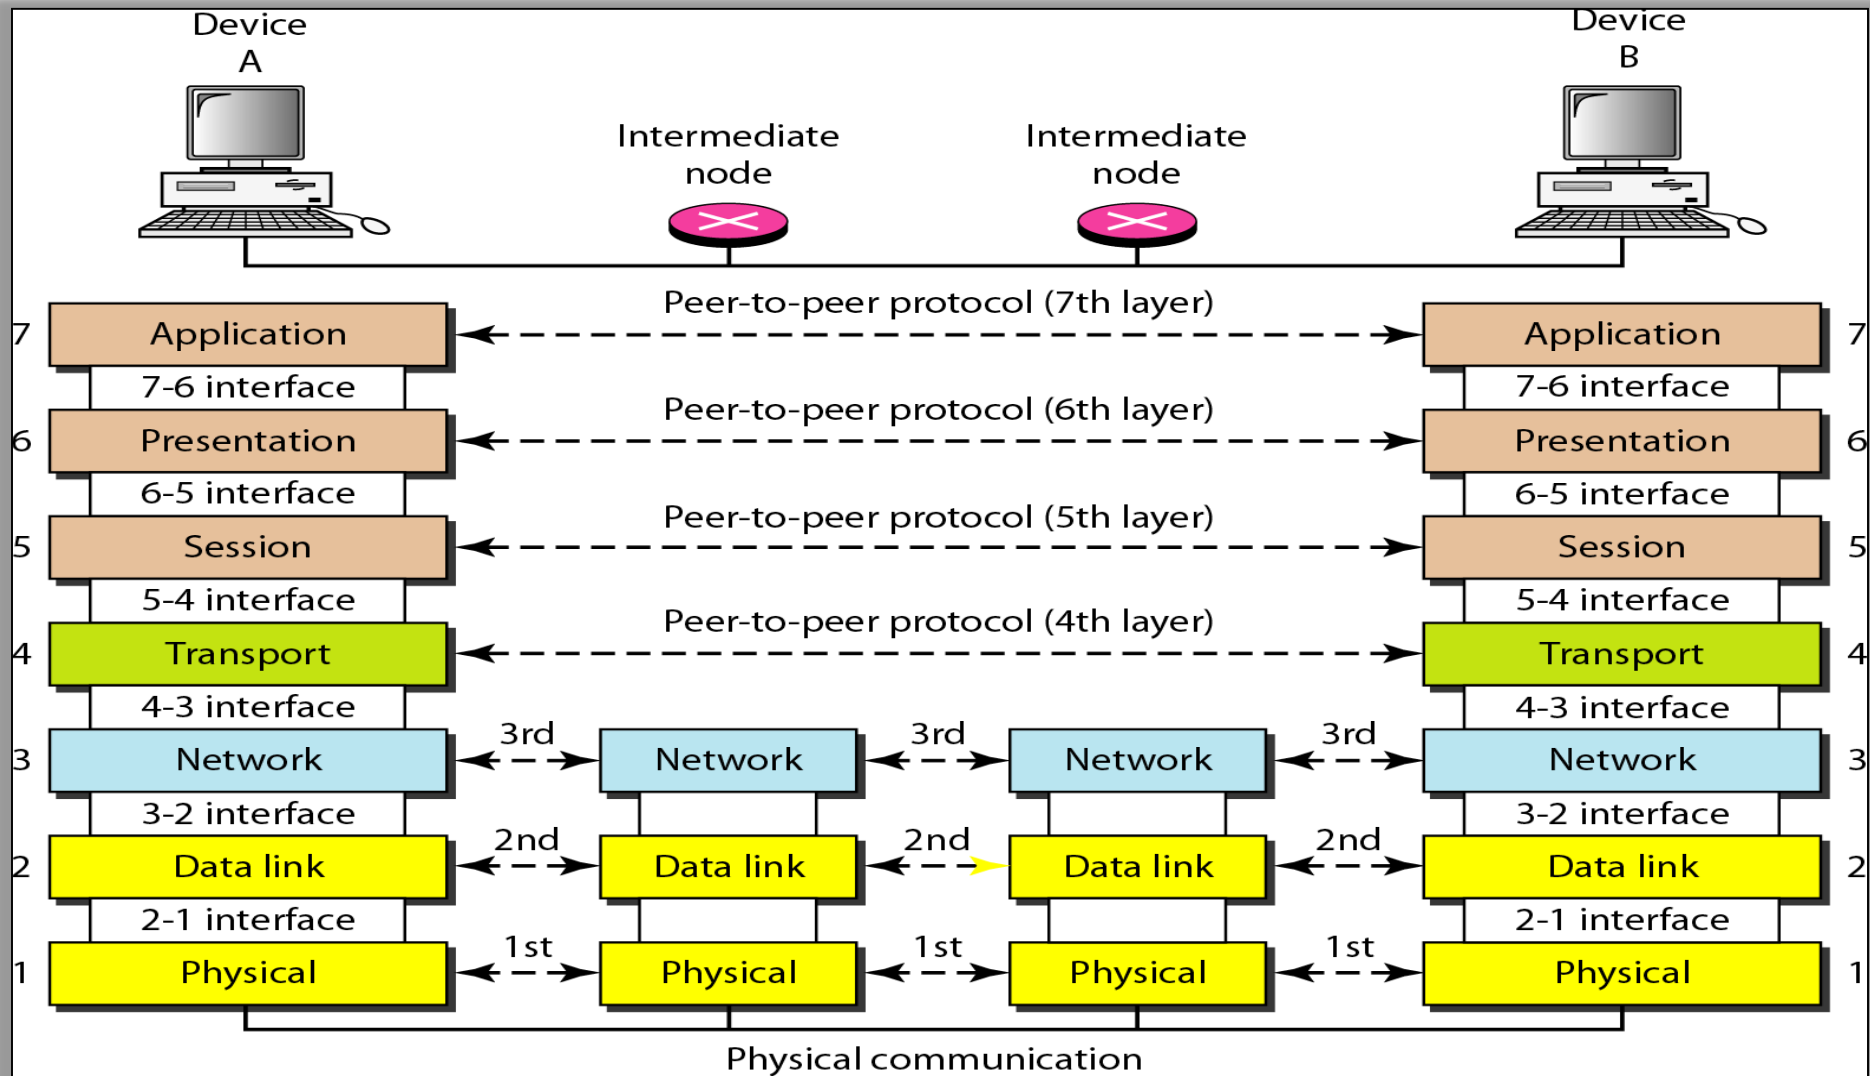 Device
A
Device
B
Intermediate
node
Intermediate
node
Peer-to-peer protocol (7th layer)
7 Application Application 7
7-6 interface 7-6 interface
Peer-to-peer protocol (6th layer)
6 Presentation Presentation 6
6-5 interface 6-5 interface
Peer-to-peer protocol (5th layer)
5 Session Session 5
5-4 interface 5-4 interface
Peer-to-peer protocol (4th layer)
4 Transport Transport 4
4-3 interface 4-3 interface
3rd 3rd 3rd
3 Network Network Network Network 3
3-2 interface 3-2 interface
2nd 2nd 2nd
2 Data link Data link Data link Data link 2
2-1 interface 2-1 interface
1st 1st 1st
1 Physical Physical Physical Physical 1
Physical communication